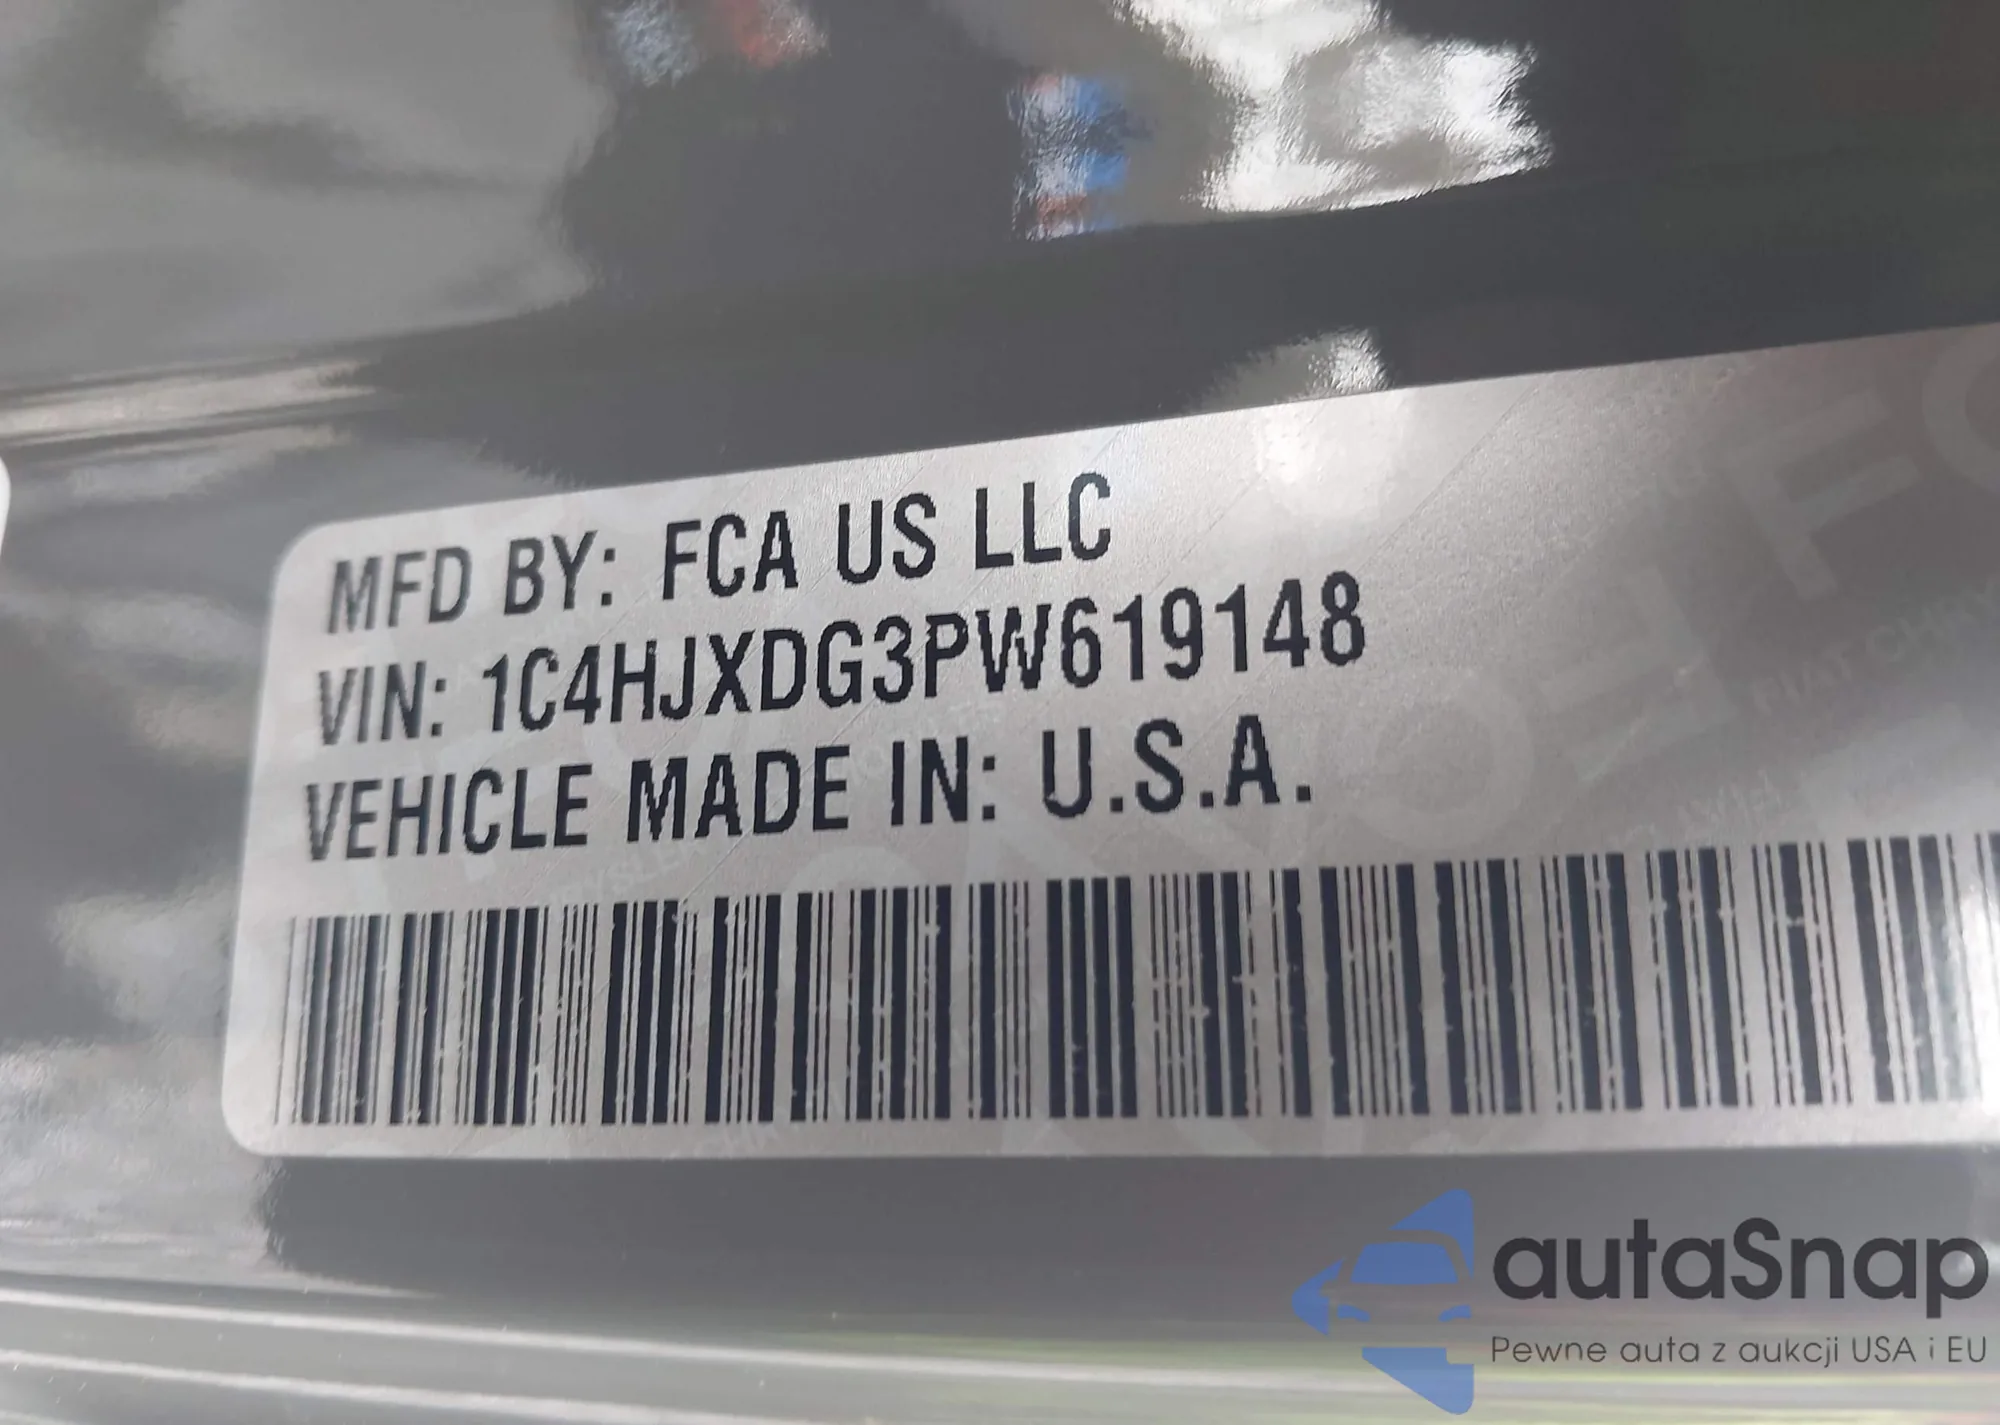 MFD BY: FCA US LLC
VIN: 1C4HJXDG3PW619148
VEHICLE MADE IN: U.S.A.
autaSnap
Pewne auta z aukcji USA i EU